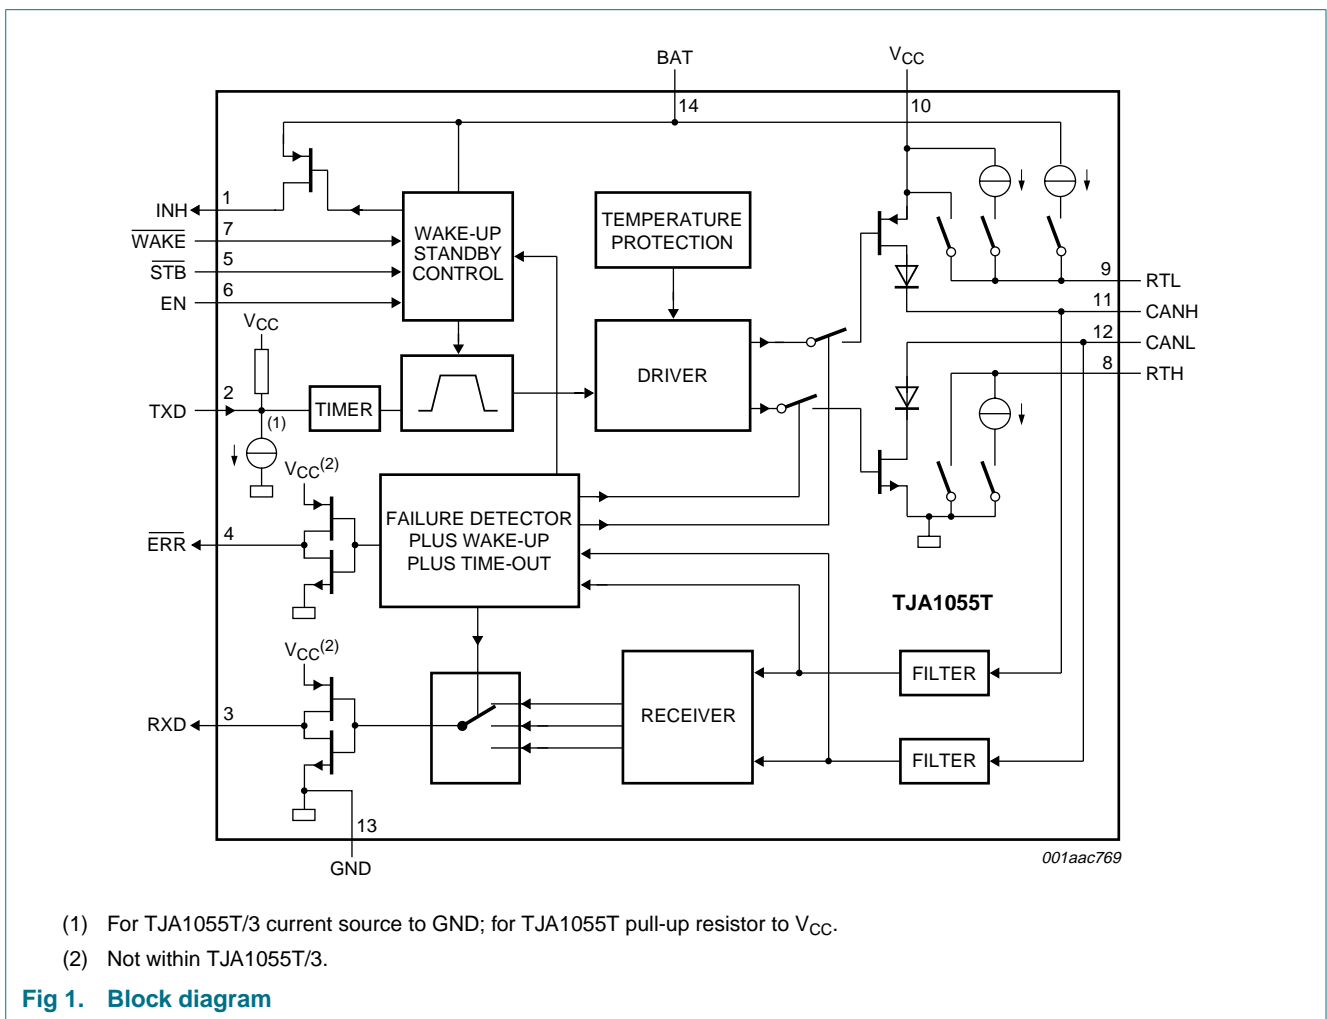 BAT
VCC
14
10
1
INH
7
WAKE
5
STB
6
EN
WAKE-UP
STANDBY
CONTROL
TEMPERATURE
PROTECTION
9
RTL
11
CANH
12
CANL
8
RTH
VCC
2
TXD
(1)
TIMER
DRIVER
VCC(2)
4
ERR
FAILURE DETECTOR
PLUS WAKE-UP
PLUS TIME-OUT
TJA1055T
VCC(2)
3
RXD
RECEIVER
FILTER
FILTER
13
GND
001aac769
(1) For TJA1055T/3 current source to GND; for TJA1055T pull-up resistor to VCC.
(2) Not within TJA1055T/3.
Fig 1. Block diagram